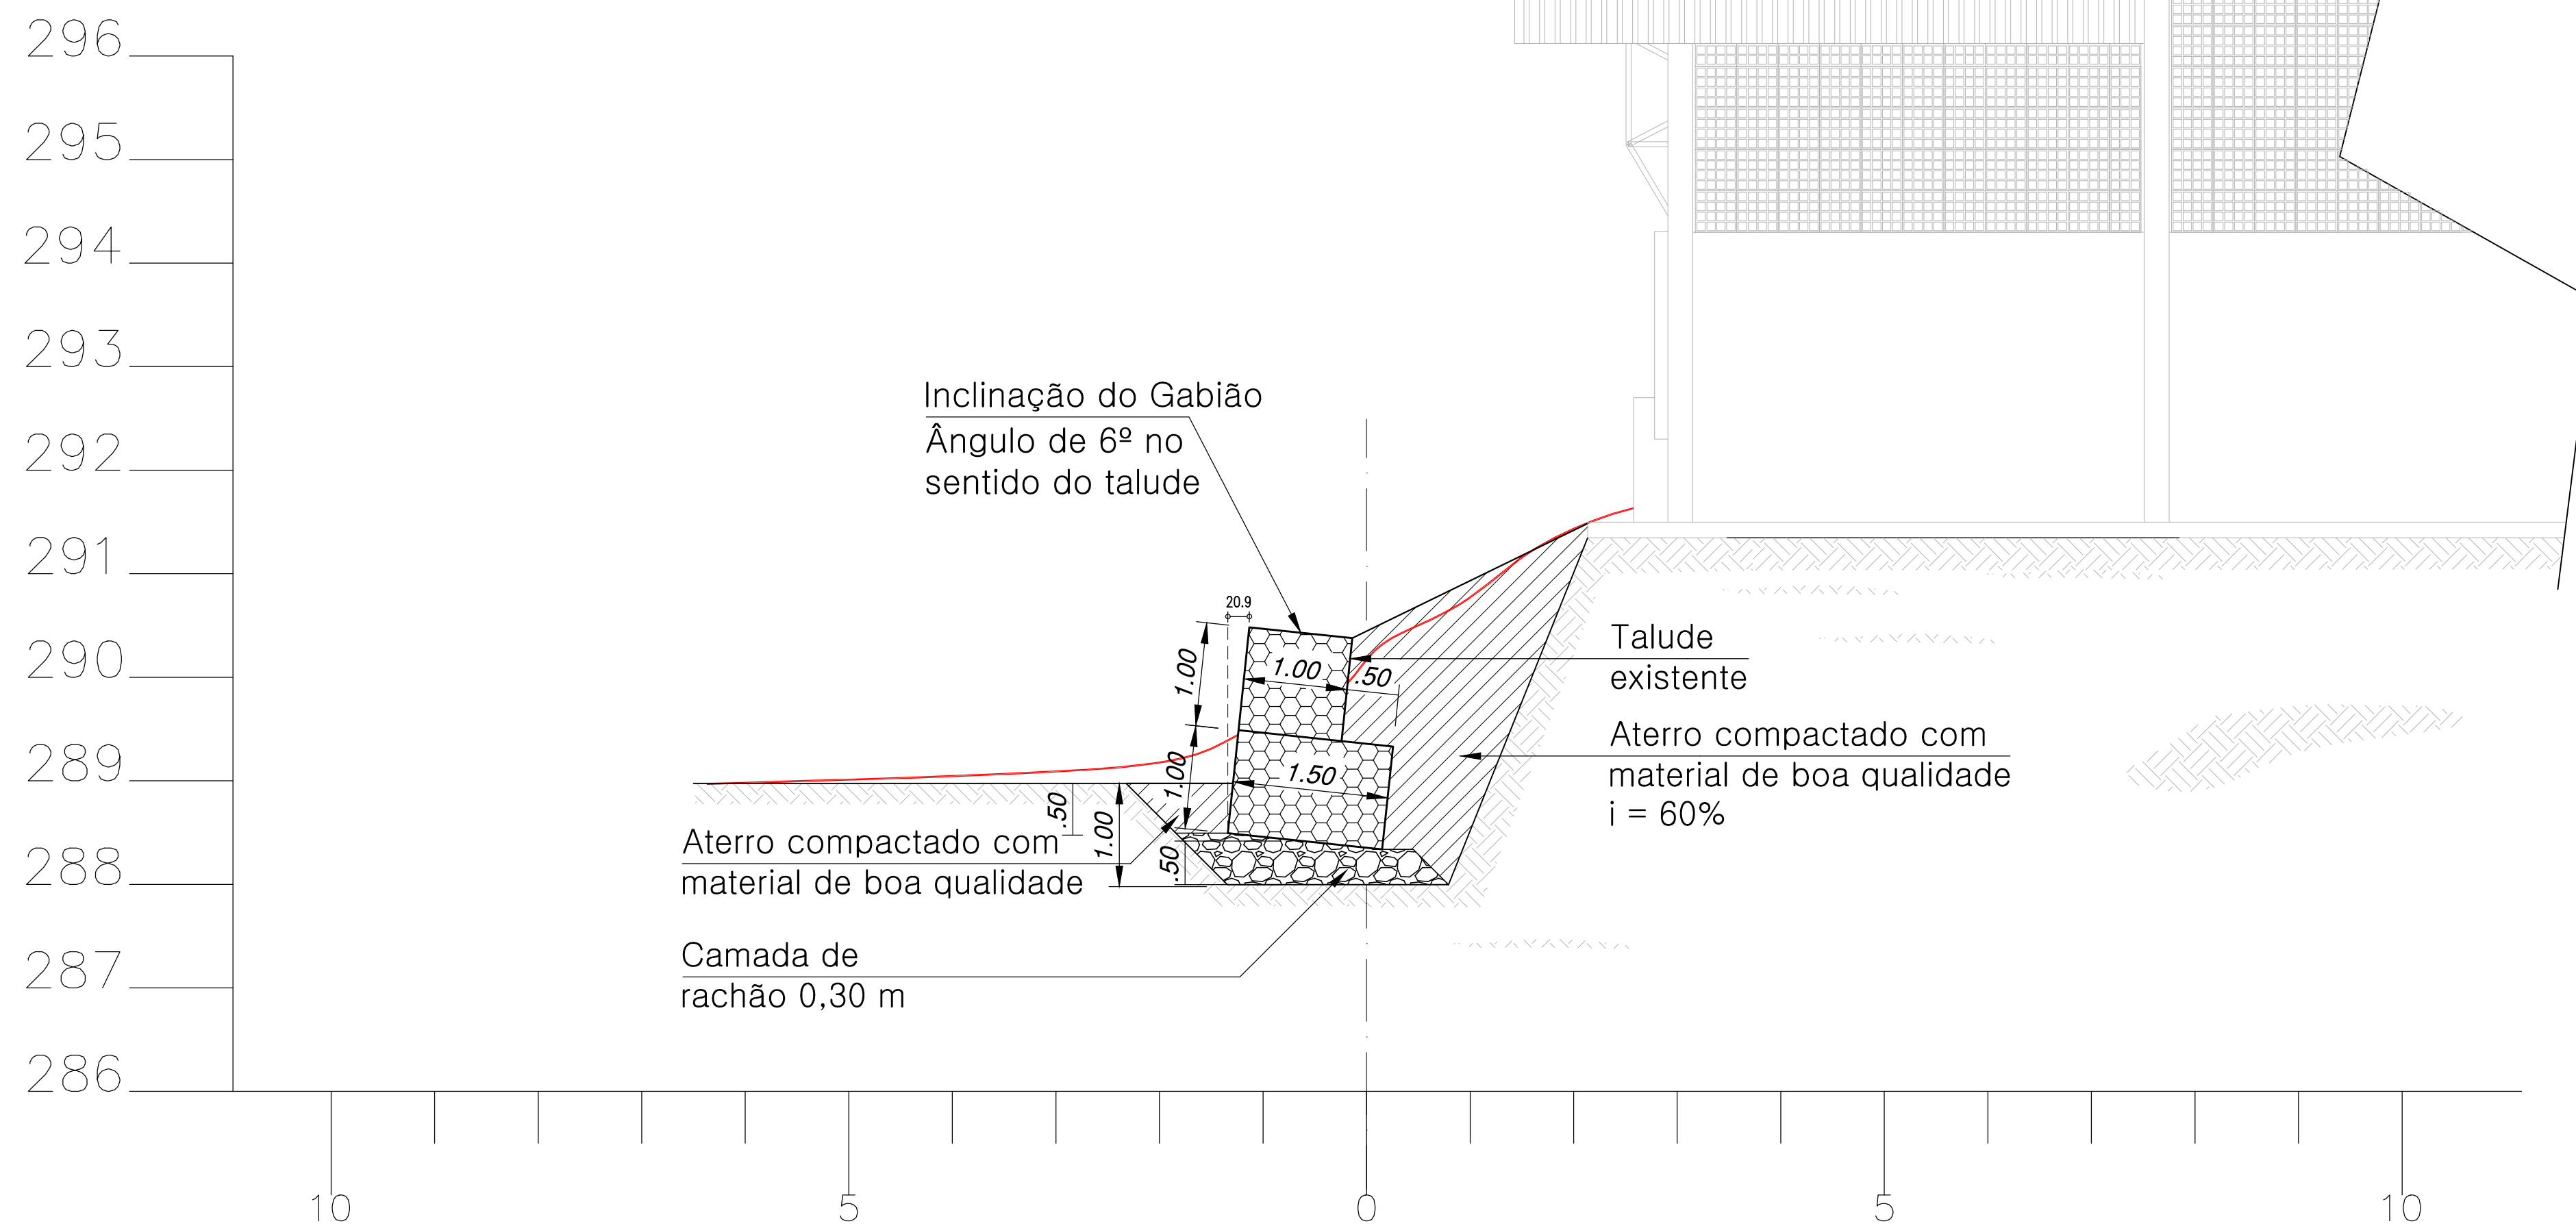 296
295
294
293
292
291
290
289
288
287
286
Inclinação do Gabião
Ângulo de 6º no
sentido do talude
20.9
1.00
1.00
.50
1.00
1.50
.50
1.00
.50
Talude
existente
Aterro compactado com
material de boa qualidade
i = 60%
Aterro compactado com
material de boa qualidade
Camada de
rachão 0,30 m
10
5
0
5
10